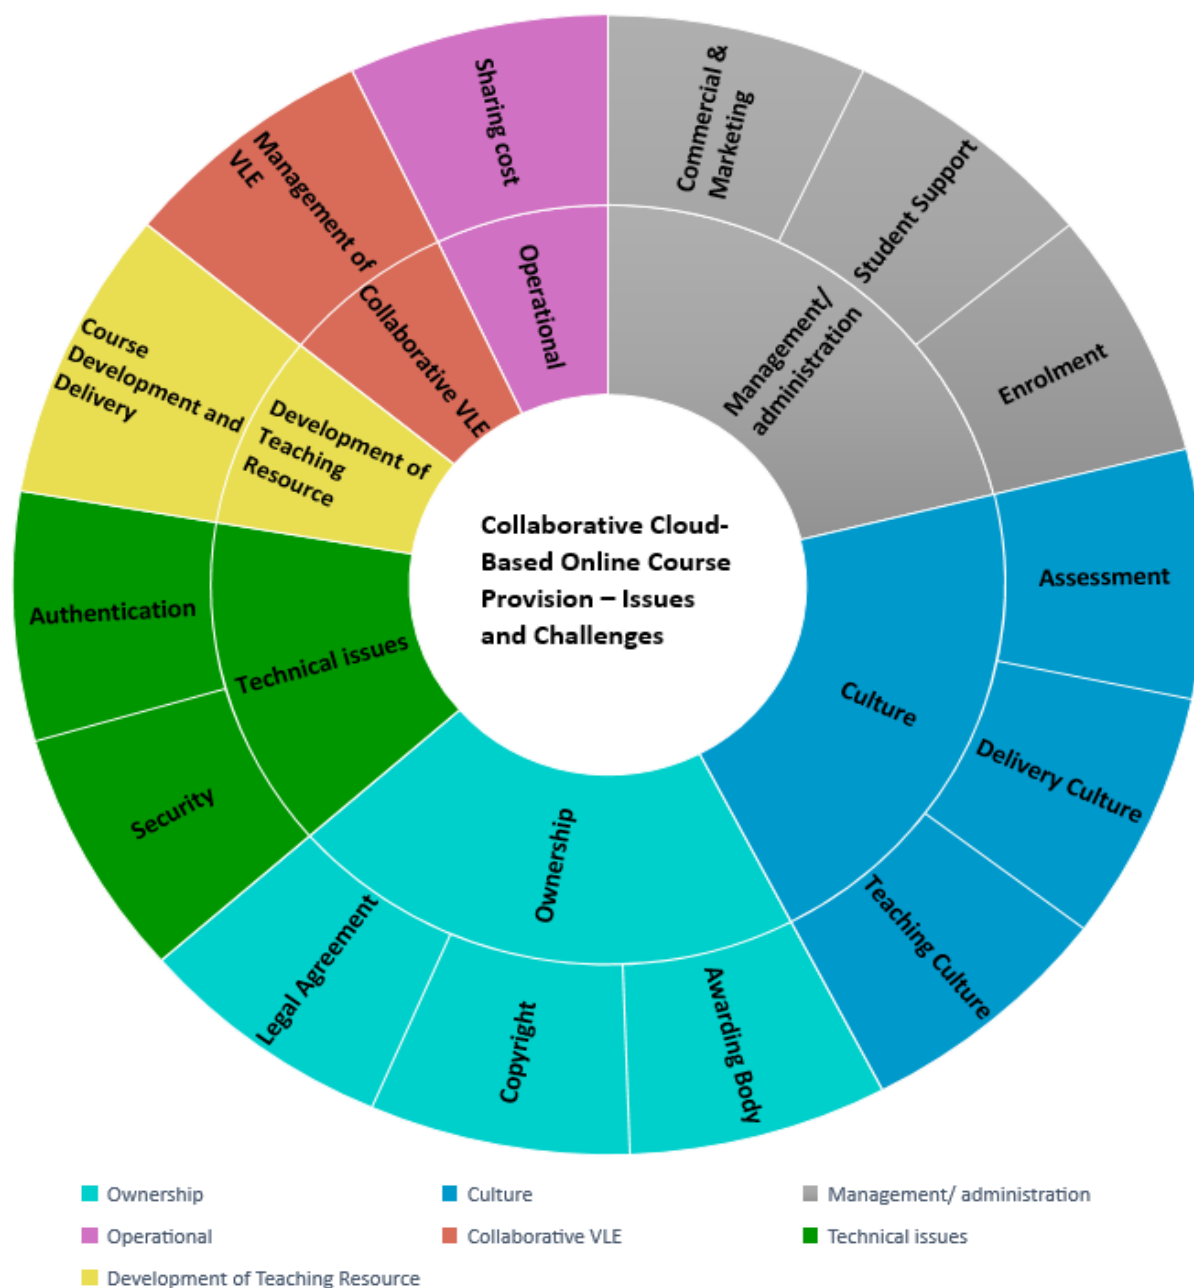 Commercial &
Marketing
Student Support
Enrolment
Management/
administration
Assessment
Delivery Culture
Teaching Culture
Culture
Awarding Body
Copyright
Legal Agreement
Ownership
Security
Authentication
Technical issues
Course
Development and
Delivery
Development of
Teaching
Resource
Management of
VLE
Collaborative VLE
Sharing cost
Operational
Collaborative Cloud-
Based Online Course
Provision – Issues
and Challenges
Ownership
Culture
Management/ administration
Operational
Collaborative VLE
Technical issues
Development of Teaching Resource